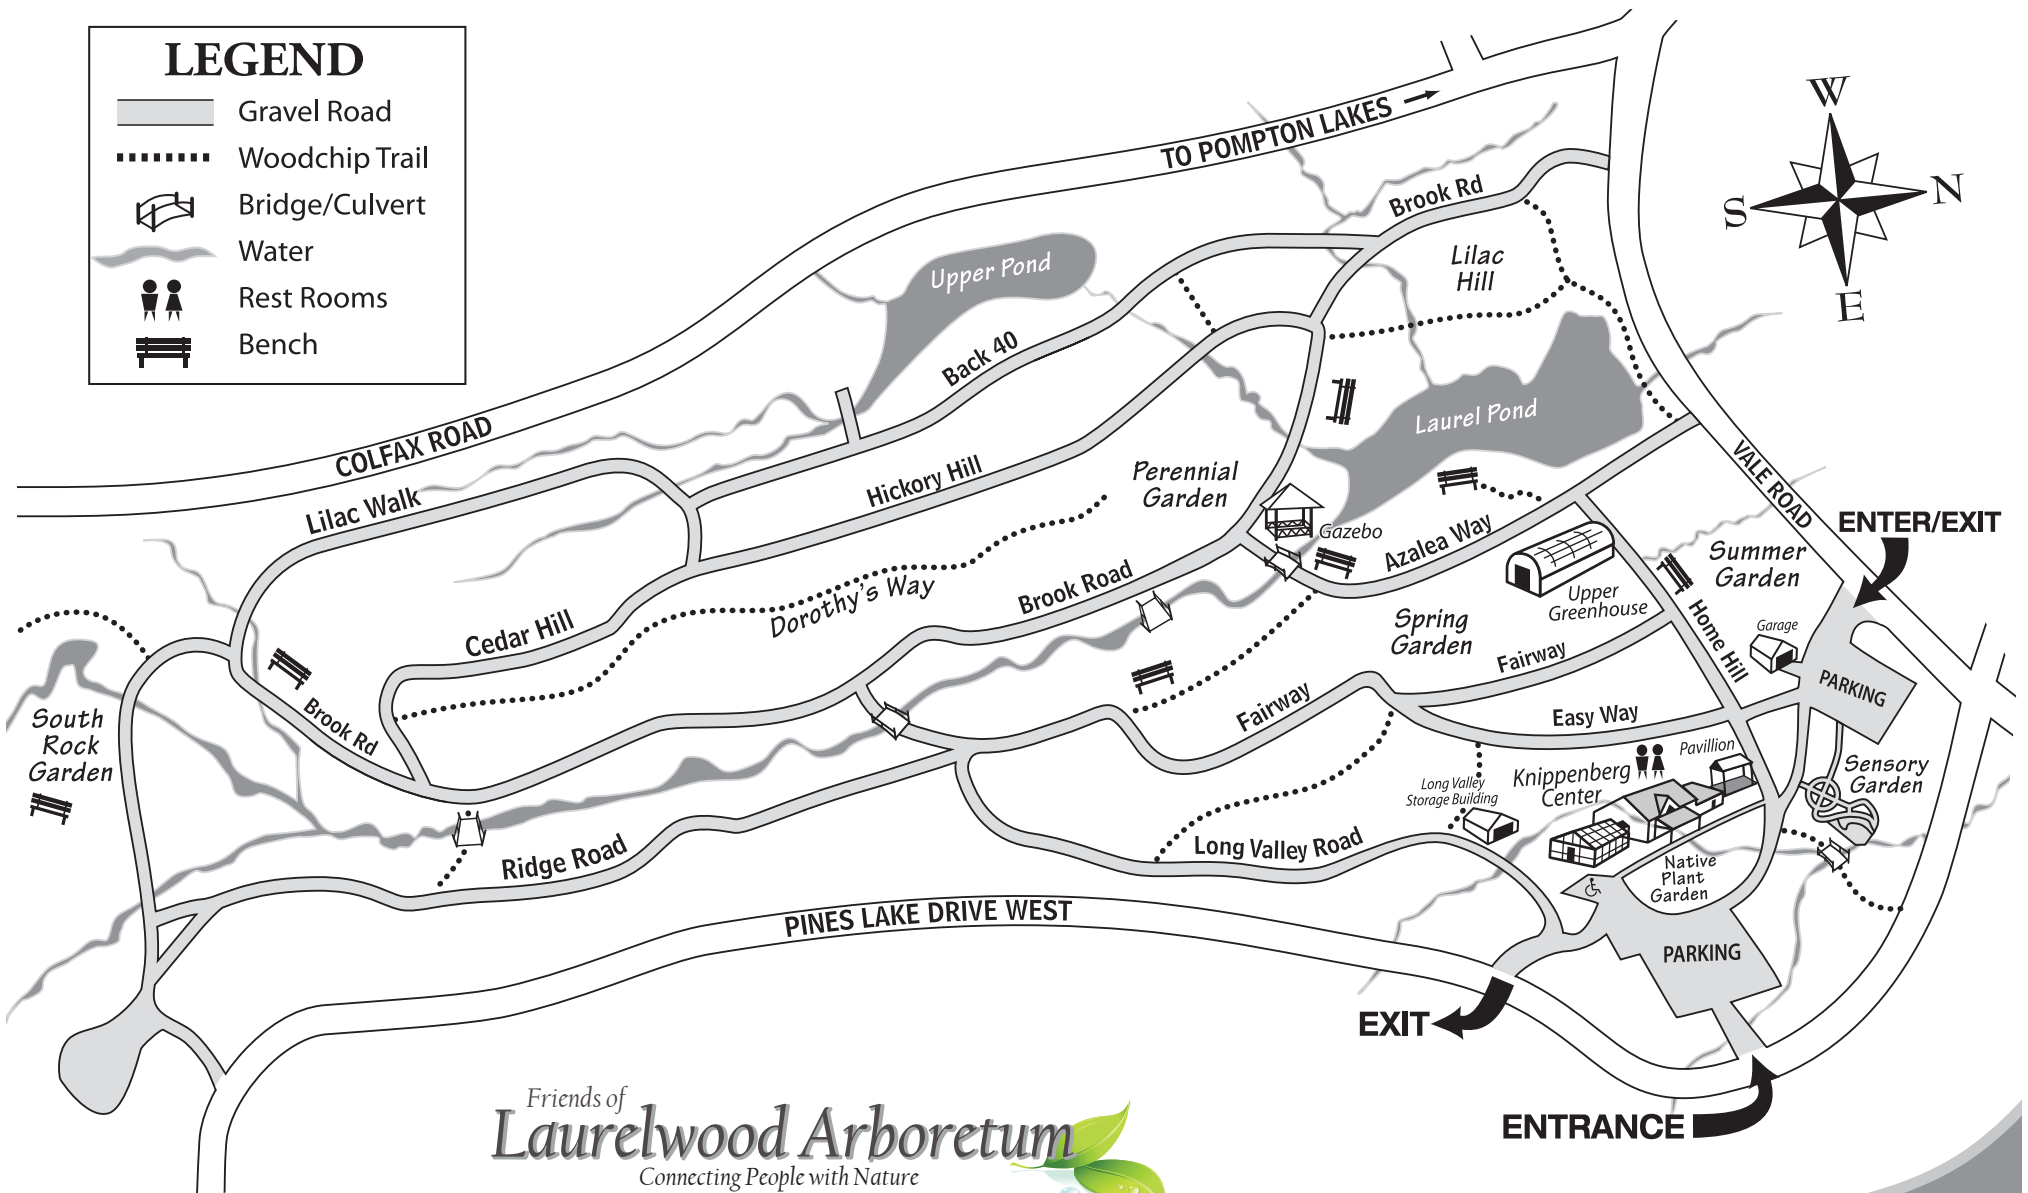 LEGEND
Gravel Road
Woodchip Trail
Bridge/Culvert
Water
Rest Rooms
Bench
W
N
S
E
TO POMPTON LAKES
COLFAX ROAD
VALE ROAD
PINES LAKE DRIVE WEST
Brook Rd
Lilac
Hill
Upper Pond
Back 40
Laurel Pond
Hickory Hill
Perennial
Garden
Lilac Walk
Gazebo
Azalea Way
ENTER/EXIT
Summer
Garden
Upper
Greenhouse
Brook Road
Dorothy's Way
Cedar Hill
Spring
Garden
Fairway
Home Hill
Garage
PARKING
South
Rock
Garden
Brook Rd
Fairway
Easy Way
Pavillion
Sensory
Garden
Knippenberg
Center
Long Valley
Storage Building
Long Valley Road
Ridge Road
Native
Plant
Garden
PARKING
EXIT
ENTRANCE
Friends of
Laurelwood Arboretum
Connecting People with Nature